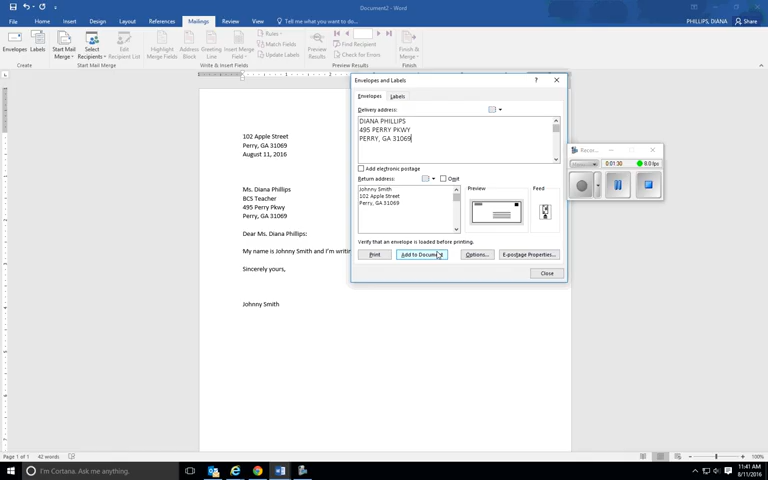 Document2 - Word
PHILLIPS, DIANA
Share
File
Home
Insert
Design
Layout
References
Mailings
Review
View
Tell me what you want to do...
Envelopes
Labels
Start Mail Merge
Select Recipients
Edit Recipient List
Highlight Merge Fields
Address Block
Greeting Line
Insert Merge Field
Rules
Match Fields
Update Labels
Preview Results
Find Recipient
Check for Errors
Finish & Merge
Create
Start Mail Merge
Write & Insert Fields
Preview Results
Finish
102 Apple Street
Perry, GA 31069
August 11, 2016
Ms. Diana Phillips
BCS Teacher
495 Perry Pkwy
Perry, GA 31069
Dear Ms. Diana Phillips:
My name is Johnny Smith and I'm writin
Sincerely yours,
Johnny Smith
Envelopes and Labels
Envelopes
Labels
Delivery address:
DIANA PHILLIPS
495 PERRY PKWY
PERRY, GA 31069
Add electronic postage
Return address:
Omit
Johnny Smith
102 Apple Street
Perry, GA 31069
Preview
Feed
Verify that an envelope is loaded before printing.
Print
Add to Document
Options...
E-postage Properties...
Close
Recor...
0:01:30
8.0 fps
Page 1 of 1
42 words
100%
I'm Cortana. Ask me anything.
11:41 AM
8/11/2016